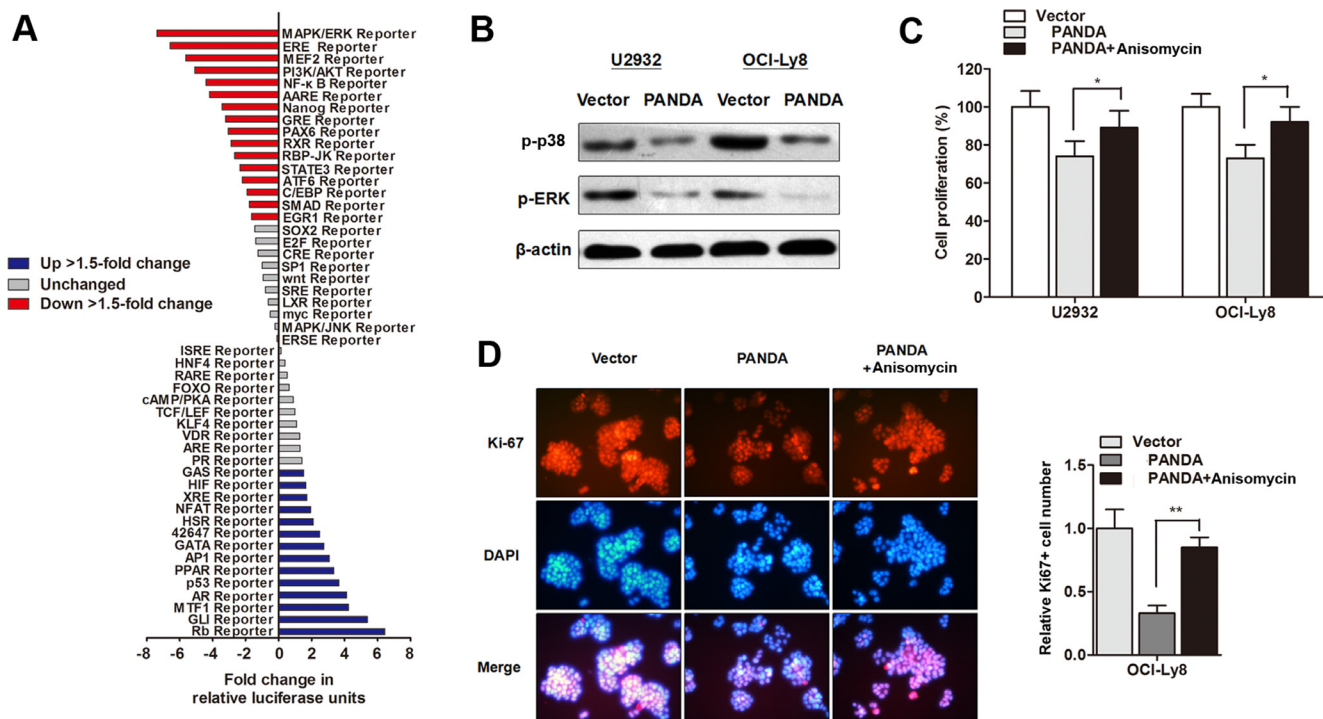 A
MAPK/ERK Reporter
ERE Reporter
MEF2 Reporter
PI3K/AKT Reporter
NF-κ B Reporter
AARE Reporter
Nanog Reporter
GRE Reporter
PAX6 Reporter
RXR Reporter
RBP-JK Reporter
STATE3 Reporter
ATF6 Reporter
C/EBP Reporter
SMAD Reporter
EGR1 Reporter
SOX2 Reporter
E2F Reporter
CRE Reporter
SP1 Reporter
wnt Reporter
SRE Reporter
LXR Reporter
myc Reporter
MAPK/JNK Reporter
ERSE Reporter
Up >1.5-fold change
Unchanged
Down >1.5-fold change
ISRE Reporter
HNF4 Reporter
RARE Reporter
FOXO Reporter
cAMP/PKA Reporter
TCF/LEF Reporter
KLF4 Reporter
VDR Reporter
ARE Reporter
PR Reporter
GAS Reporter
HIF Reporter
XRE Reporter
NFAT Reporter
HSR Reporter
42647 Reporter
GATA Reporter
AP1 Reporter
PPAR Reporter
p53 Reporter
AR Reporter
MTF1 Reporter
GLI Reporter
Rb Reporter
-8 -6 -4 -2 0 2 4 6 8
Fold change in
relative luciferase units
B
U2932 OCI-Ly8
Vector PANDA Vector PANDA
p-p38
p-ERK
β-actin
C
Vector
PANDA
PANDA+Anisomycin
Cell proliferation (%)
120
100
80
60
40
20
0
* *
U2932 OCI-Ly8
D
Vector PANDA PANDA
+Anisomycin
Ki-67
DAPI
Merge
Vector
PANDA
PANDA+Anisomycin
Relative Ki67+ cell number
1.5
1.0
0.5
0.0
**
OCI-Ly8